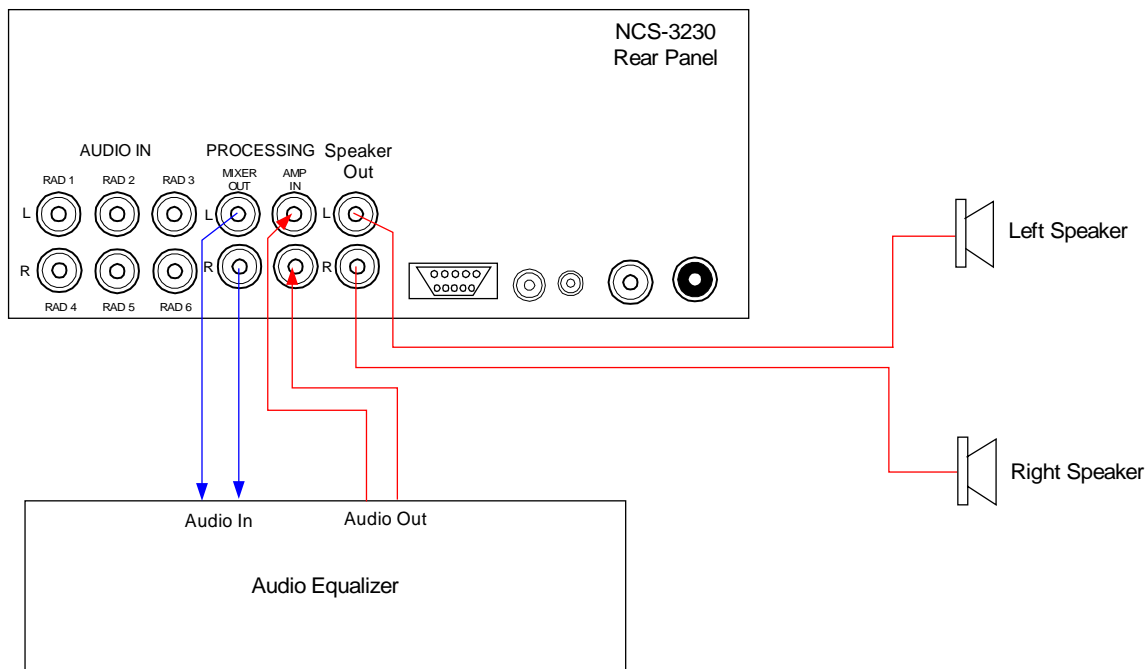 NCS-3230
Rear Panel
AUDIO IN
PROCESSING
Speaker
Out
RAD 1
RAD 2
RAD 3
MIXER
OUT
AMP
IN
L
L
L
R
R
R
RAD 4
RAD 5
RAD 6
Left Speaker
Right Speaker
Audio In
Audio Out
Audio Equalizer